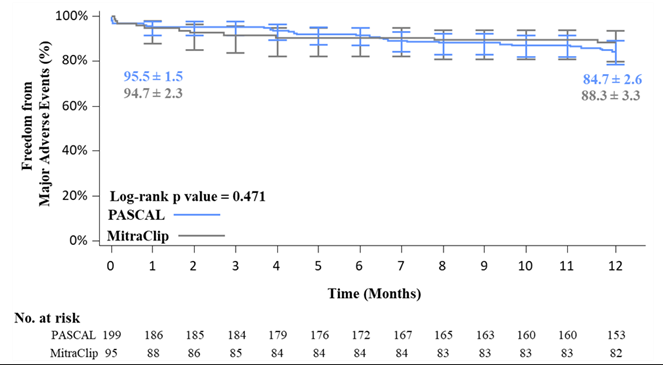 Freedom from
Major Adverse Events (%)
100%
80%
60%
40%
20%
0%
95.5 ± 1.5
94.7 ± 2.3
84.7 ± 2.6
88.3 ± 3.3
Log-rank p value = 0.471
PASCAL
MitraClip
0 1 2 3 4 5 6 7 8 9 10 11 12
Time (Months)
No. at risk
PASCAL 199 186 185 184 179 176 172 167 165 163 160 160 153
MitraClip 95 88 86 85 84 84 84 84 83 83 83 83 82